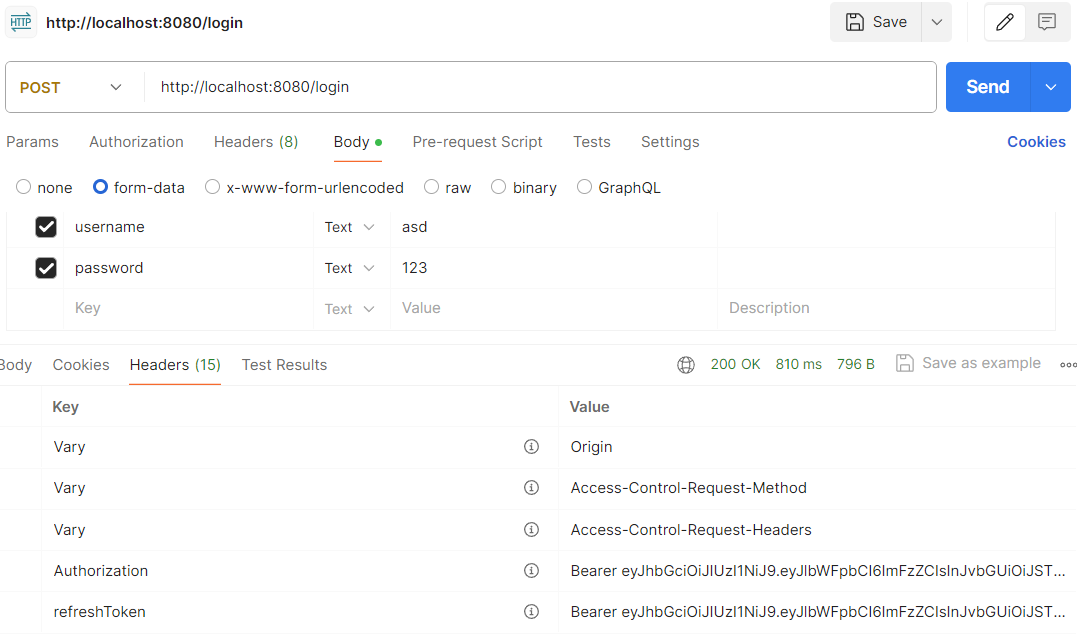 HTTP http://localhost:8080/login Save
POST http://localhost:8080/login Send
Params Authorization Headers (8) Body Pre-request Script Tests Settings Cookies
none form-data x-www-form-urlencoded raw binary GraphQL
username Text asd
password Text 123
Key Text Value Description
Body Cookies Headers (15) Test Results 200 OK 810 ms 796 B Save as example
Key Value
Vary Origin
Vary Access-Control-Request-Method
Vary Access-Control-Request-Headers
Authorization Bearer eyJhbGciOiJIUzI1NiJ9.eyJlbWFpbCI6ImFzZCIsInJvbGUiOiJST...
refreshToken Bearer eyJhbGciOiJIUzI1NiJ9.eyJlbWFpbCI6ImFzZCIsInJvbGUiOiJST...